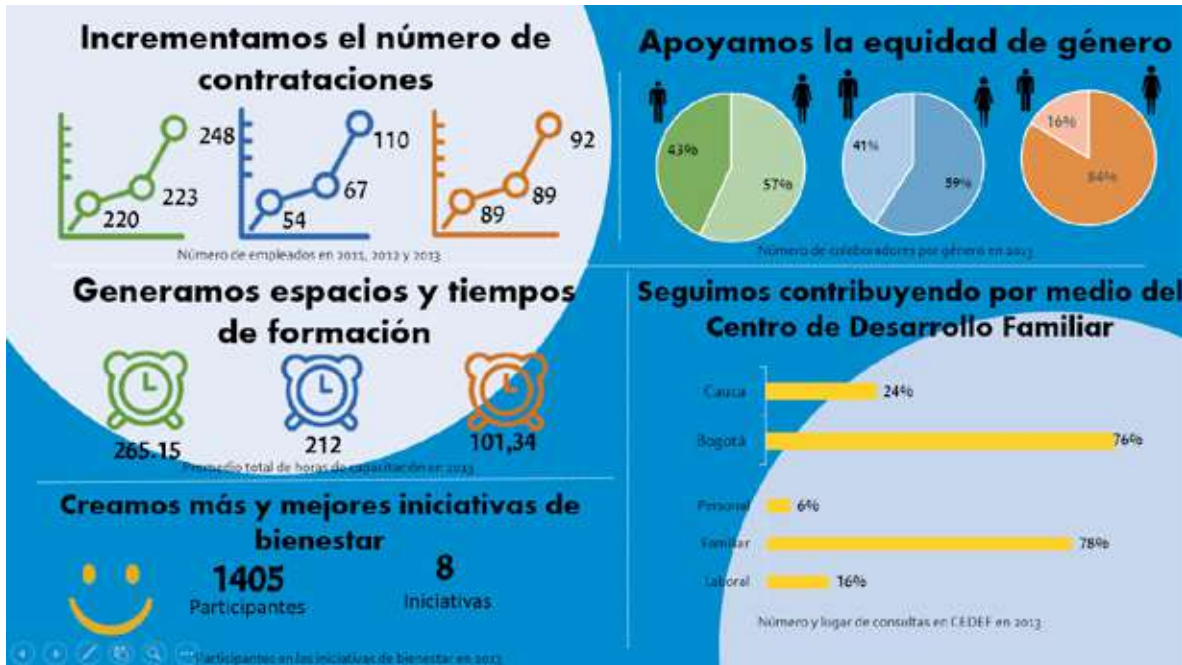 Incrementamos el número de
contrataciones
248
223
220
110
67
54
92
89
89
Número de empleados en 2011, 2012 y 2013
Apoyamos la equidad de género
43%
57%
41%
59%
16%
84%
Número de colaboradores por género en 2013
Generamos espacios y tiempos
de formación
265.15
212
101,34
Promedio total de horas de capacitación en 2013
Seguimos contribuyendo por medio del
Centro de Desarrollo Familiar
Cauca
24%
Bogotá
76%
Personal
6%
Familiar
78%
Laboral
16%
Número y lugar de consultas en CEDEF en 2013
Creamos más y mejores iniciativas de
bienestar
1405
Participantes
8
Iniciativas
Participantes en las iniciativas de bienestar en 2013